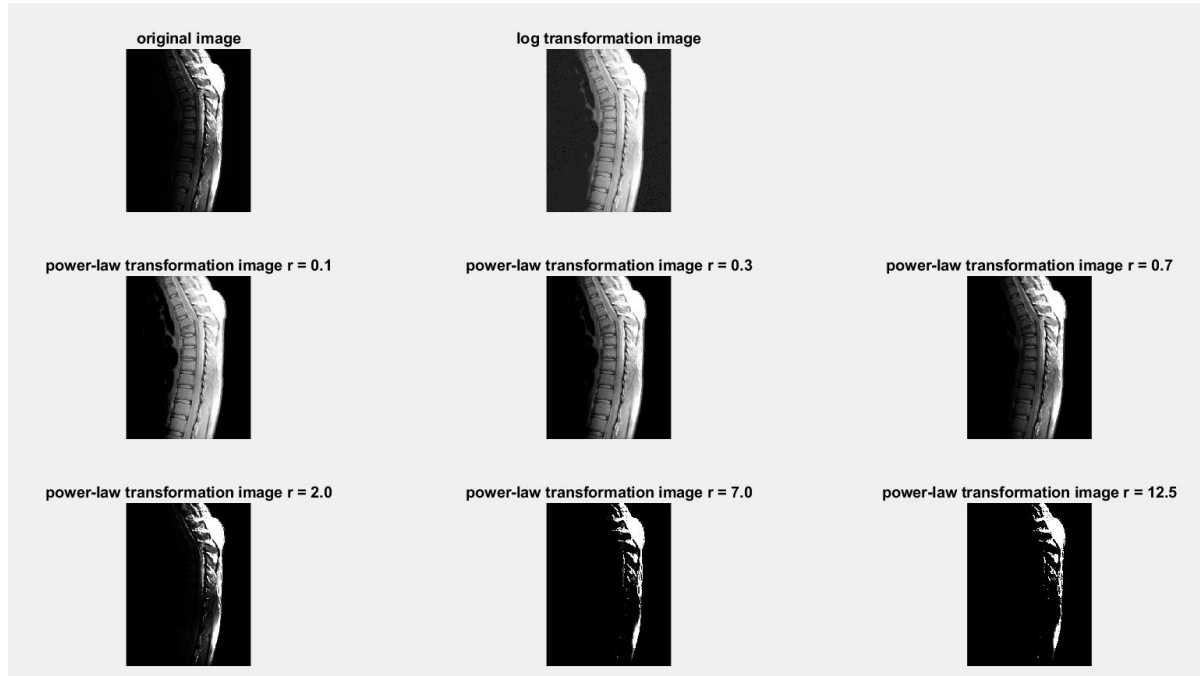 original image
log transformation image
power-law transformation image r = 0.1
power-law transformation image r = 0.3
power-law transformation image r = 0.7
power-law transformation image r = 2.0
power-law transformation image r = 7.0
power-law transformation image r = 12.5